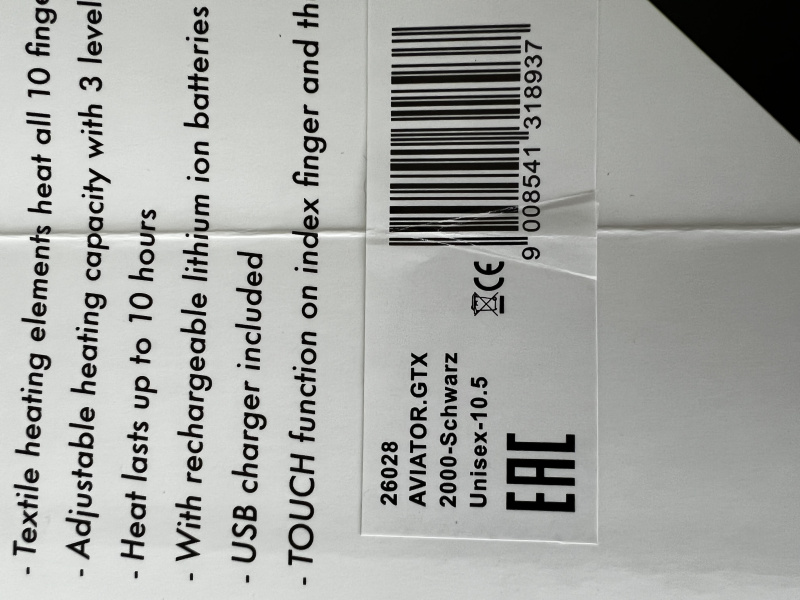 - Textile heating elements heat all 10
- Adjustable heating capacity with 3
- Heat lasts up to 10 hours
- With rechargeable lithium ion batteries
- USB charger included
- TOUCH function on index finger and
26028
AVIATOR.GTX
2000-Schwarz
Unisex-10.5
EAC
CE
9 008541 318937